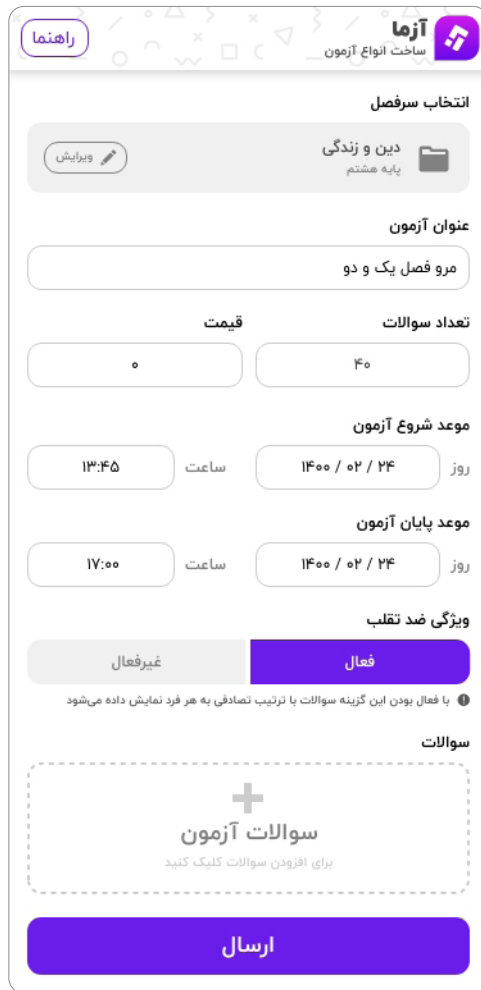 آزما
ساخت انواع آزمون
راهنما
انتخاب سرفصل
دین و زندگی
پایه هشتم
ویرایش
عنوان آزمون
مرو فصل یک و دو
تعداد سوالات قیمت
۴۰ ۰
موعد شروع آزمون
روز ۱۴۰۰ / ۰۲ / ۲۴ ساعت ۱۳:۴۵
موعد پایان آزمون
روز ۱۴۰۰ / ۰۲ / ۲۴ ساعت ۱۷:۰۰
ویژگی ضد تقلب
فعال غیرفعال
با فعال بودن این گزینه سوالات با ترتیب تصادفی به هر فرد نمایش داده می‌شود
سوالات
سوالات آزمون
برای افزودن سوالات کلیک کنید
ارسال